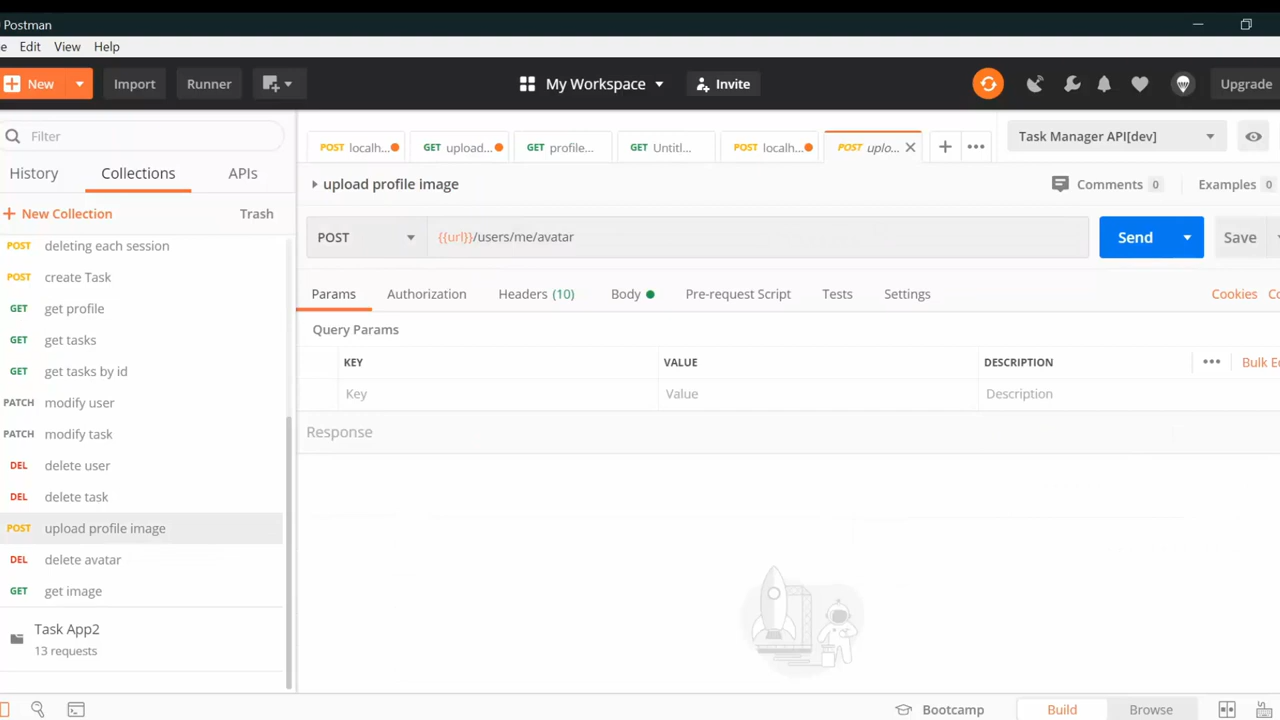 Postman
e Edit View Help
New Import Runner My Workspace Invite Upgrade
Filter
History Collections APIs
New Collection Trash
POST deleting each session
POST create Task
GET get profile
GET get tasks
GET get tasks by id
PATCH modify user
PATCH modify task
DEL delete user
DEL delete task
POST upload profile image
DEL delete avatar
GET get image
Task App2
13 requests
POST localh... GET upload... GET profile... GET Untitl... POST localh... POST uplo... Task Manager API[dev]
upload profile image Comments 0 Examples 0
POST {{url}}/users/me/avatar Send Save
Params Authorization Headers (10) Body Pre-request Script Tests Settings Cookies Co
Query Params
KEY VALUE DESCRIPTION Bulk Ed
Key Value Description
Response
Bootcamp Build Browse